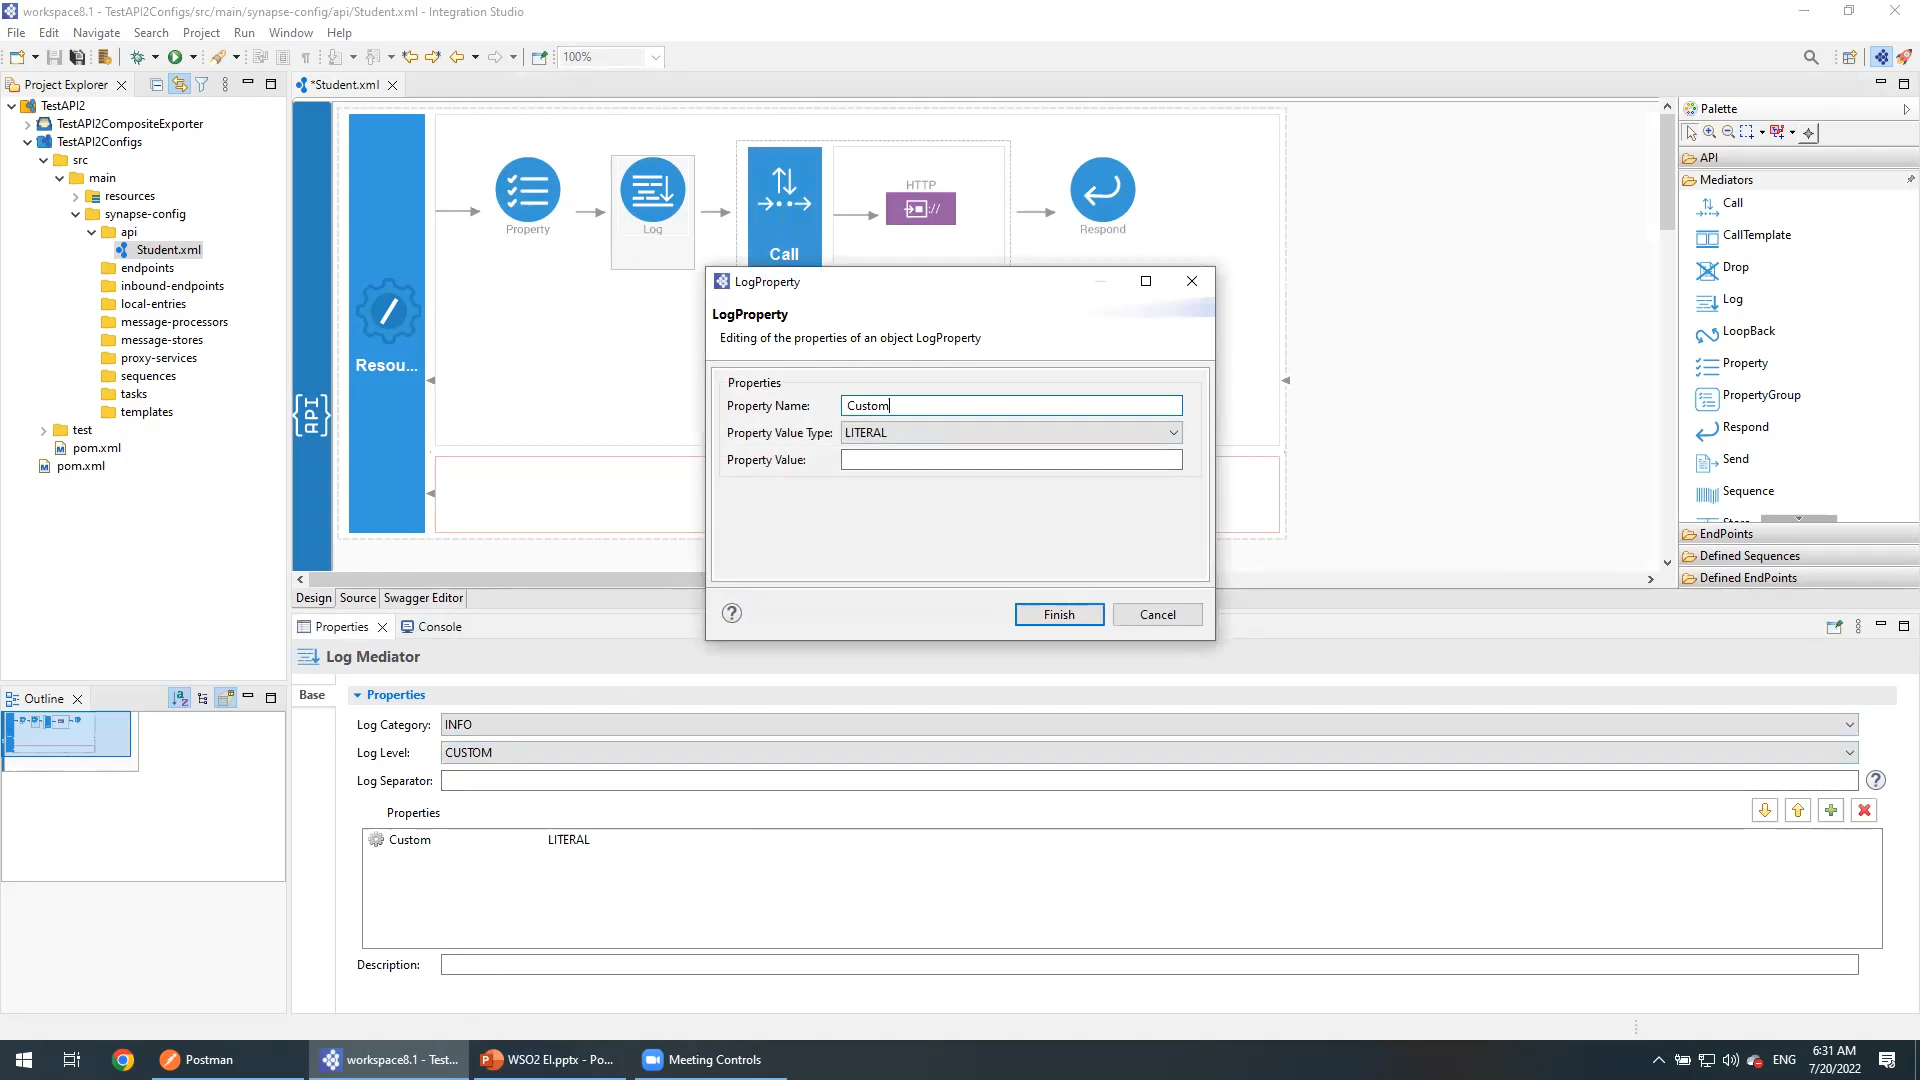 workspace8.1 - TestAPI2Configs/src/main/synapse-config/api/Student.xml - Integration Studio
File Edit Navigate Search Project Run Window Help
100%
Project Explorer
*Student.xml
TestAPI2
TestAPI2CompositeExporter
TestAPI2Configs
src
main
resources
synapse-config
api
Student.xml
endpoints
inbound-endpoints
local-entries
message-processors
message-stores
proxy-services
sequences
tasks
templates
test
pom.xml
pom.xml
Outline
{API}
Resou...
Property
Log
Call
HTTP
://
Respond
LogProperty
LogProperty
Editing of the properties of an object LogProperty
Properties
Property Name: Custom
Property Value Type: LITERAL
Property Value:
Finish Cancel
Palette
API
Mediators
Call
CallTemplate
Drop
Log
LoopBack
Property
PropertyGroup
Respond
Send
Sequence
Store
EndPoints
Defined Sequences
Defined EndPoints
Design Source Swagger Editor
Properties Console
Log Mediator
Base
Properties
Log Category: INFO
Log Level: CUSTOM
Log Separator:
Properties
Custom LITERAL
Description:
Postman
workspace8.1 - Test...
WSO2 EI.pptx - Po...
Meeting Controls
ENG
6:31 AM
7/20/2022